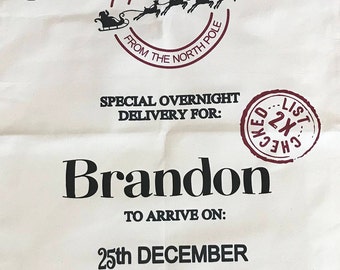 FROM THE NORTH POLE
SPECIAL OVERNIGHT
DELIVERY FOR:
LIST
2X
CHECKED
Brandon
TO ARRIVE ON:
25th DECEMBER